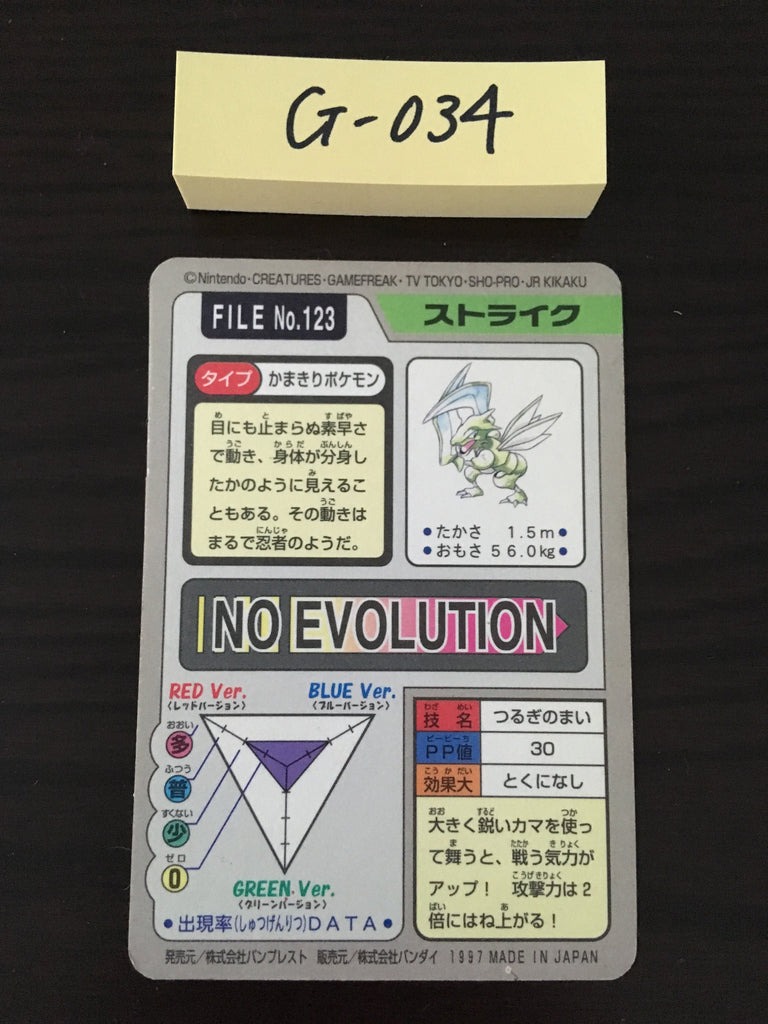 G-034
©Nintendo・CREATURES・GAMEFREAK・TV TOKYO・SHO-PRO・JR KIKAKU
FILE No.123
ストライク
タイプ かまきりポケモン
目にも止まらぬ素早さ
で動き、身体が分身し
たかのように見えるこ
ともある。その動きは
まるで忍者のようだ。
●たかさ 1.5m●
●おもさ 56.0kg●
NO EVOLUTION
RED Ver.
(レッドバージョン)
BLUE Ver.
(ブルーバージョン)
おおい
多
ふつう
普
すくない
少
ゼロ
0
GREEN Ver.
(グリーンバージョン)
●出現率(しゅつげんりつ)DATA●
技名 つるぎのまい
PP値 30
効果大 とくになし
大きく鋭いカマを使っ
て舞うと、戦う気力が
アップ! 攻撃力は2
倍にはね上がる!
発売元/株式会社バンプレスト 販売元/株式会社バンダイ 1997 MADE IN JAPAN